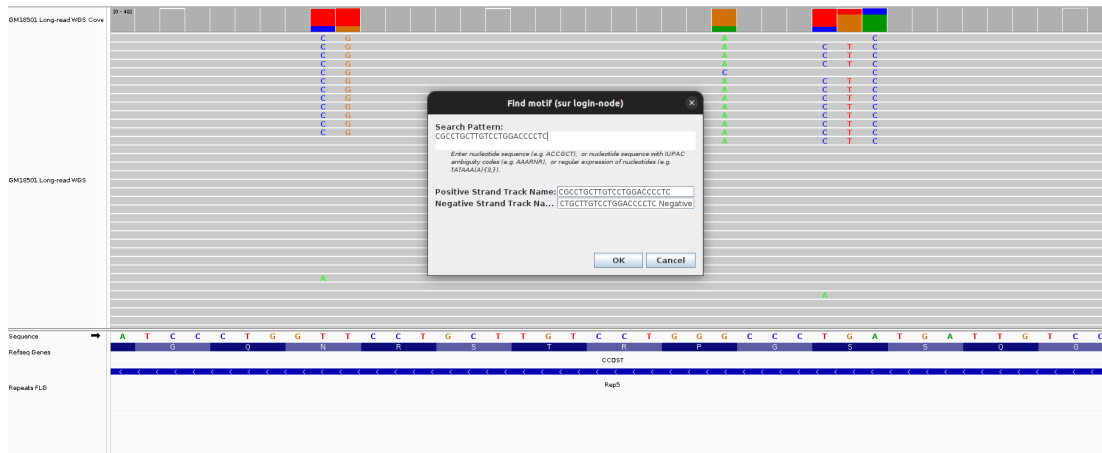 GM18501 Long-read WGS Cove
[0 - 48]
C G A C
C G A C T C
C G A C T C
C G A C T C
C G C C
C G A C T C
C G A C T C
C G A C T C
C G A C T C
C G A C T C
C G A C T C
C G A C T C
A C T C
Find motif (sur login-node)
Search Pattern:
CGCCTGCTTGTCCTGGACCCCTC
Enter nucleotide sequence (e.g. ACCGCT), or nucleotide sequence with IUPAC
ambiguity codes (e.g. AAARNR), or regular expression of nucleotides (e.g.
TATAAA(A){3,}).
Positive Strand Track Name: CGCCTGCTTGTCCTGGACCCCTC
Negative Strand Track Na... CTGCTTGTCCTGGACCCCTC Negative
OK Cancel
GM18501 Long-read WGS
A
A
Sequence A T C C C T G G T T C C T G C T T G T C C T G G G C C C T G A T G A T T G T C C
Refseq Genes G Q N R S T R P G S S Q G
CCDST
Repeats FLG Rep5